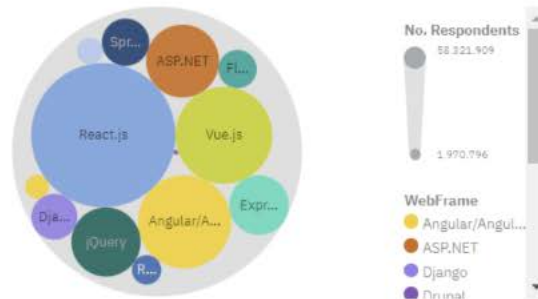 No. Respondents
58.321.909
1.970.796
WebFrame
Angular/Angul...
ASP.NET
Django
Drupal
Spr...
ASP.NET
Fl...
React.js
Vue.js
Dja...
jQuery
Angular/A...
Expr...
R...